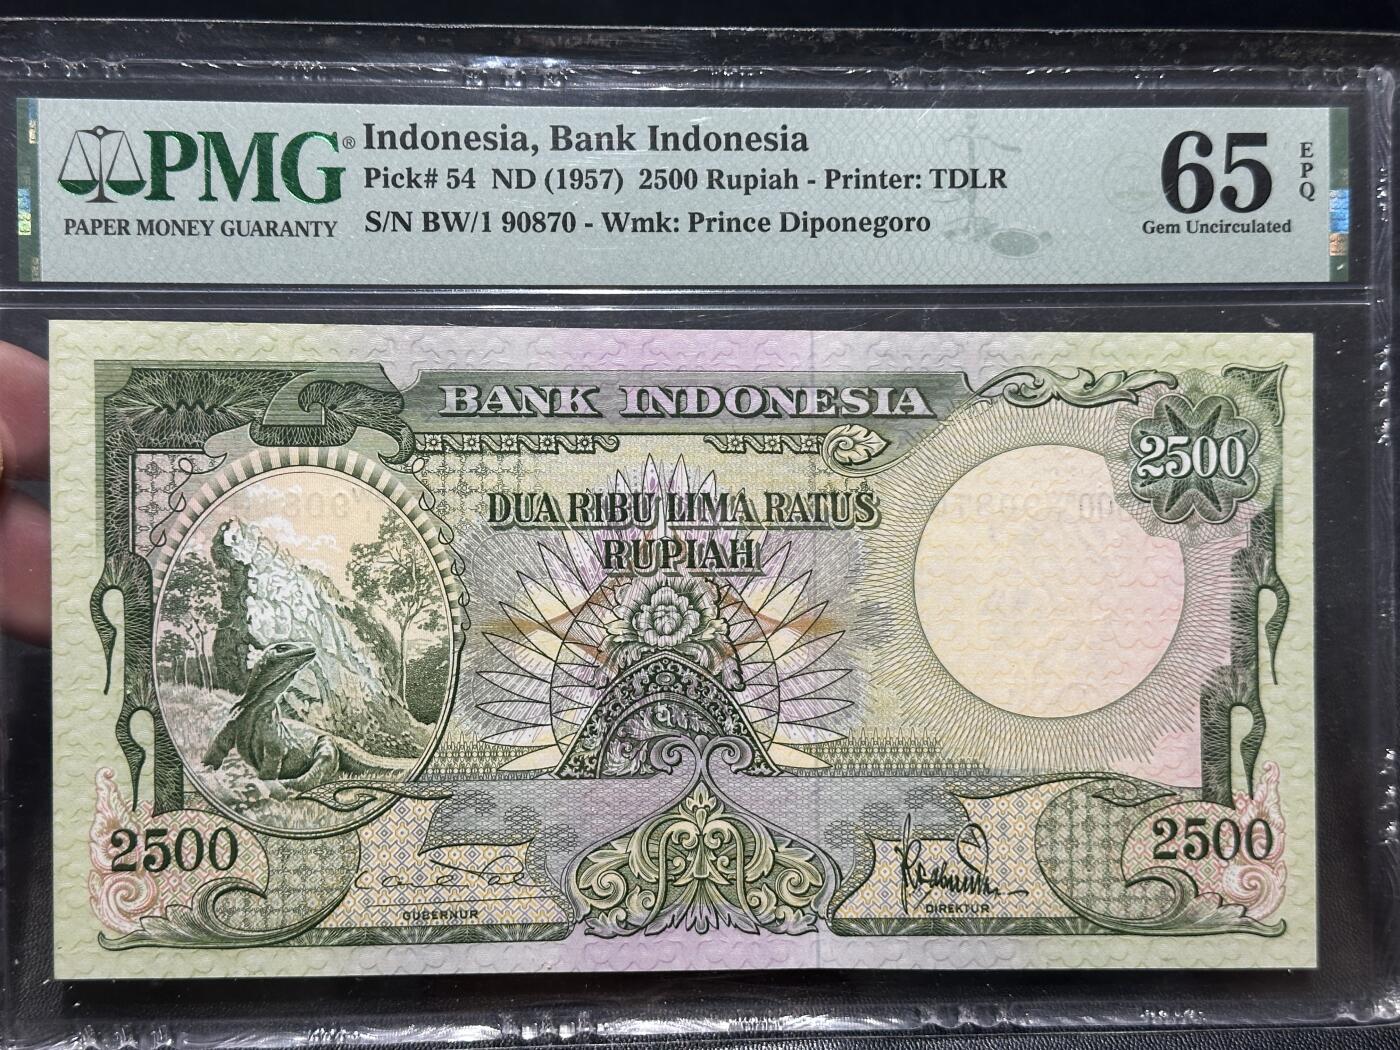 PMG®
PAPER MONEY GUARANTY
Indonesia, Bank Indonesia
Pick# 54 ND (1957) 2500 Rupiah - Printer: TDLR
S/N BW/1 90870 - Wmk: Prince Diponegoro
65 EPQ
Gem Uncirculated
BANK INDONESIA
2500
DUA RIBU LIMA RATUS
RUPIAH
2500
2500
GUBERNUR
DIREKTUR